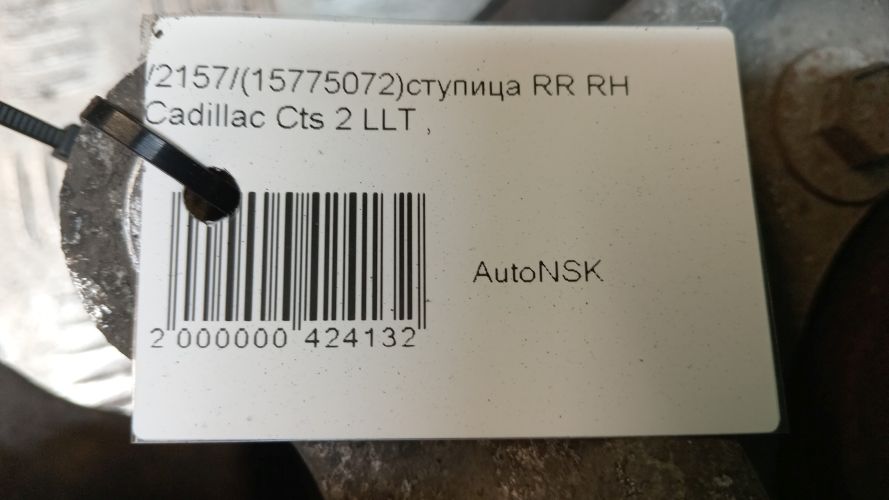 /2157/(15775072)ступица RR RH
Cadillac Cts 2 LLT ,
AutoNSK
2 000000 424132